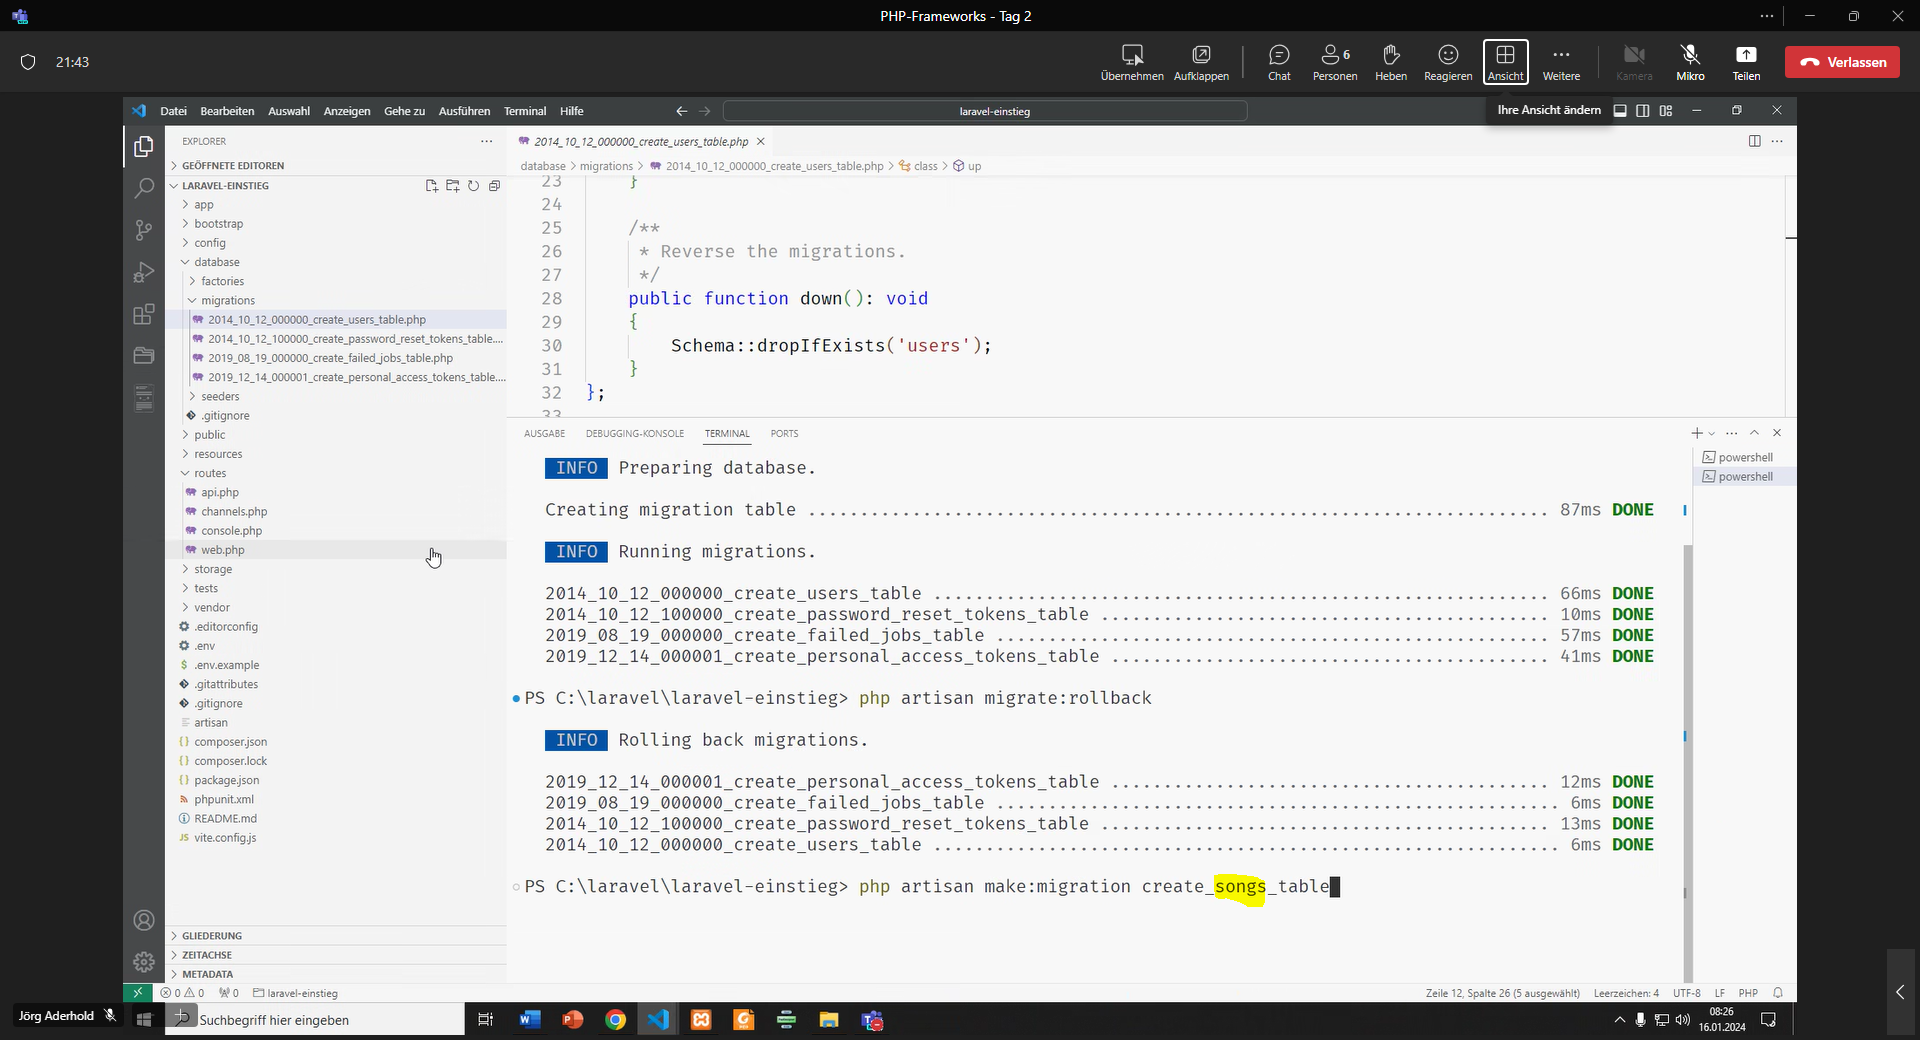 PHP-Frameworks - Tag 2
21:43
Übernehmen
Aufklappen
Chat
6
Personen
Heben
Reagieren
Ansicht
Weitere
Kamera
Mikro
Teilen
Verlassen
Ihre Ansicht ändern
Datei Bearbeiten Auswahl Anzeigen Gehe zu Ausführen Terminal Hilfe
laravel-einstieg
EXPLORER
GEÖFFNETE EDITOREN
LARAVEL-EINSTIEG
app
bootstrap
config
database
factories
migrations
2014_10_12_000000_create_users_table.php
2014_10_12_100000_create_password_reset_tokens_table....
2019_08_19_000000_create_failed_jobs_table.php
2019_12_14_000001_create_personal_access_tokens_table....
seeders
.gitignore
public
resources
routes
api.php
channels.php
console.php
web.php
storage
tests
vendor
.editorconfig
.env
.env.example
.gitattributes
.gitignore
artisan
composer.json
composer.lock
package.json
phpunit.xml
README.md
vite.config.js
GLIEDERUNG
ZEITACHSE
METADATA
2014_10_12_000000_create_users_table.php
database > migrations > 2014_10_12_000000_create_users_table.php > class > up
23 }
24
25 /**
26 * Reverse the migrations.
27 */
28 public function down(): void
29 {
30 Schema::dropIfExists('users');
31 }
32 };
33
AUSGABE DEBUGGING-KONSOLE TERMINAL PORTS
powershell
powershell
INFO Preparing database.
Creating migration table ....................................................................... 87ms DONE
INFO Running migrations.
2014_10_12_000000_create_users_table ........................................................... 66ms DONE
2014_10_12_100000_create_password_reset_tokens_table ........................................... 10ms DONE
2019_08_19_000000_create_failed_jobs_table ..................................................... 57ms DONE
2019_12_14_000001_create_personal_access_tokens_table .......................................... 41ms DONE
PS C:\laravel\laravel-einstieg> php artisan migrate:rollback
INFO Rolling back migrations.
2019_12_14_000001_create_personal_access_tokens_table .......................................... 12ms DONE
2019_08_19_000000_create_failed_jobs_table ...................................................... 6ms DONE
2014_10_12_100000_create_password_reset_tokens_table ........................................... 13ms DONE
2014_10_12_000000_create_users_table ............................................................ 6ms DONE
PS C:\laravel\laravel-einstieg> php artisan make:migration create_songs_table
0 0 0 laravel-einstieg
Zeile 12, Spalte 26 (5 ausgewählt) Leerzeichen: 4 UTF-8 LF PHP
Jörg Aderhold
Suchbegriff hier eingeben
08:26
16.01.2024